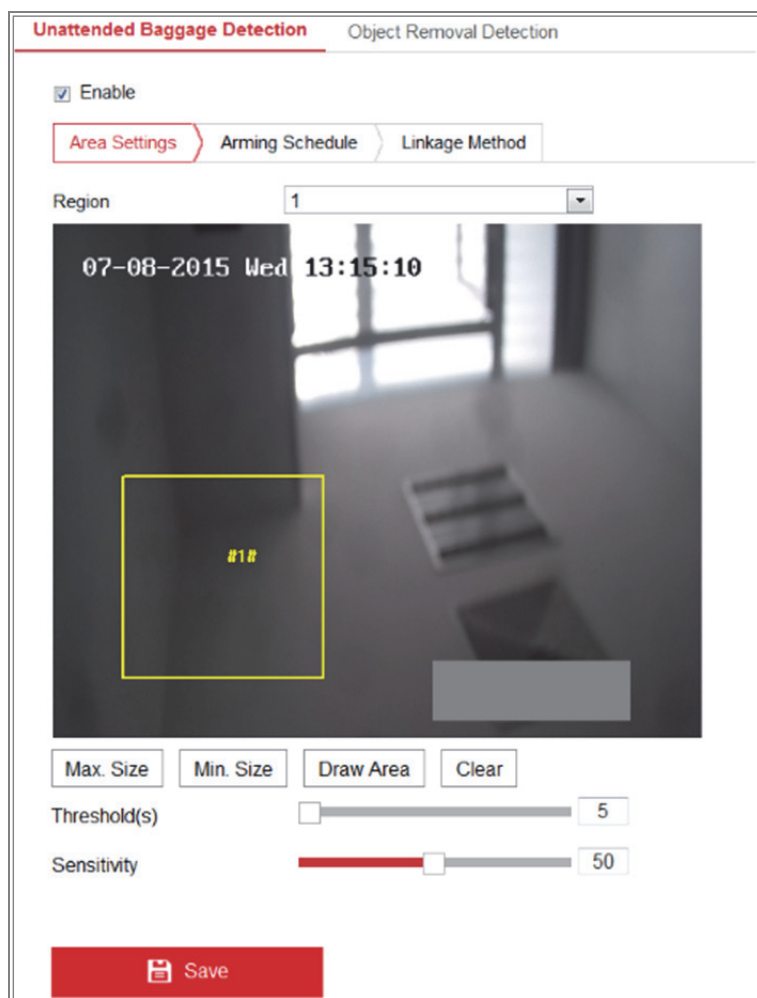 Unattended Baggage Detection Object Removal Detection
Enable
Area Settings Arming Schedule Linkage Method
Region 1
07-08-2015 Wed 13:15:10
#1#
Max. Size Min. Size Draw Area Clear
Threshold(s) 5
Sensitivity 50
Save